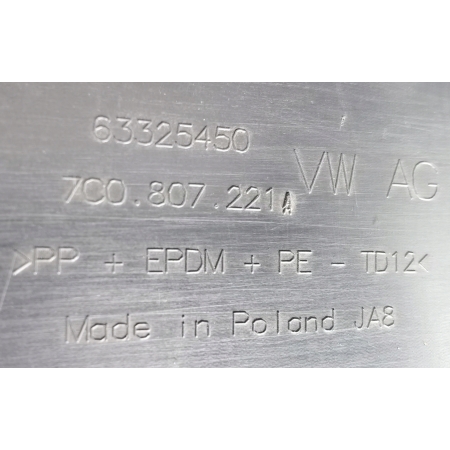 63325450
VW AG
7C0.807.221A
>PP + EPDM + PE - TD12<
Made in Poland JA8